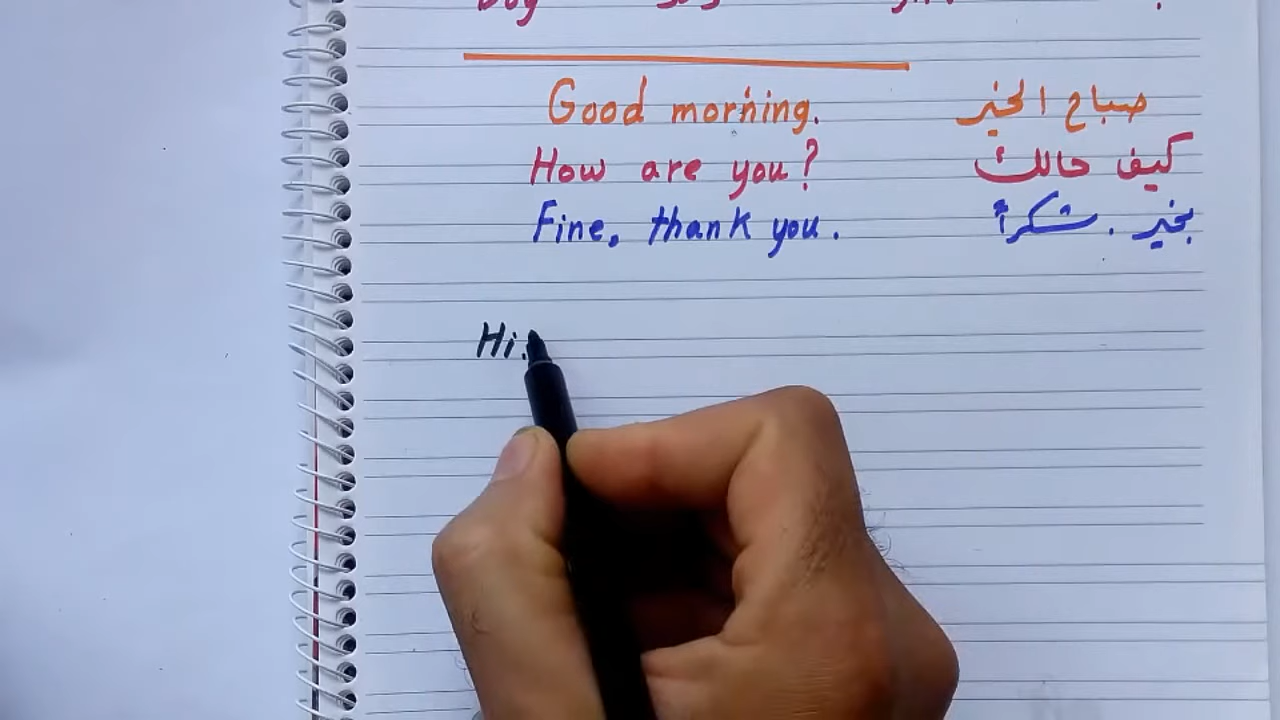 Good morning. صباح الخير
How are you? كيف حالك
Fine, thank you. بخير . شكراً
Hi.